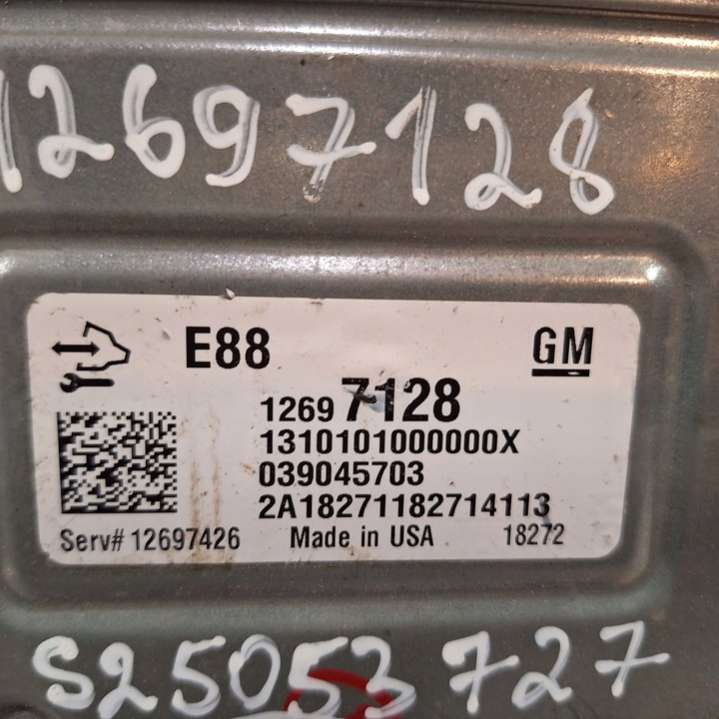 12697128
E88 GM
12697128
1310101000000X
039045703
2A18271182714113
Serv# 12697426 Made in USA 18272
S25053727